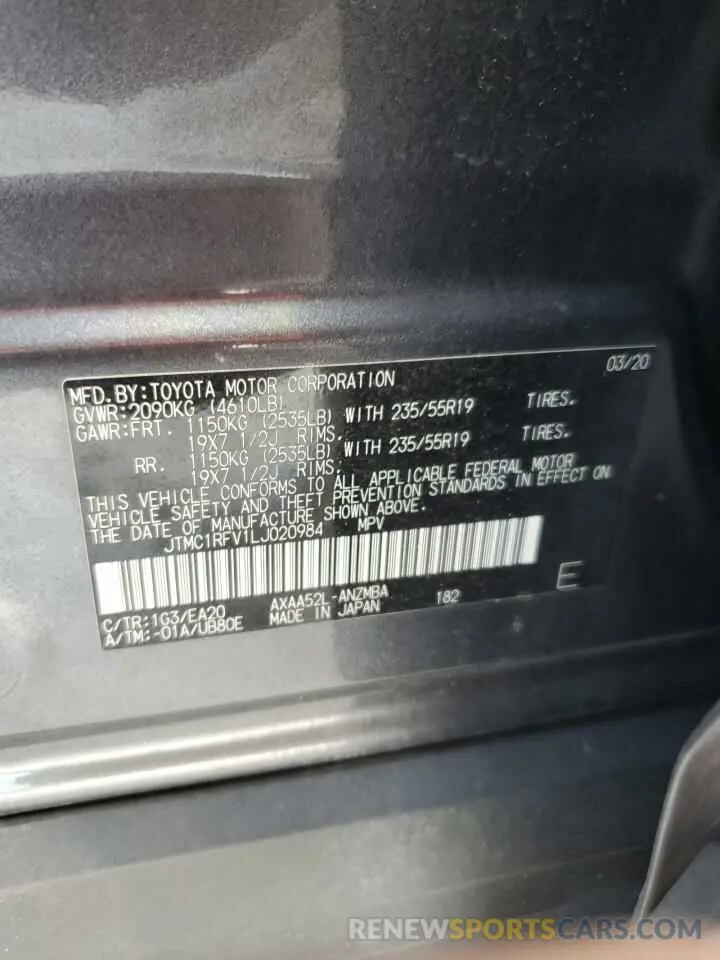 MFD.BY:TOYOTA MOTOR CORPORATION 03/20
GVWR:2090KG (4610LB)
GAWR:FRT. 1150KG (2535LB) WITH 235/55R19 TIRES.
19X7 1/2J RIMS.
RR. 1150KG (2535LB) WITH 235/55R19 TIRES.
19X7 1/2J RIMS.
THIS VEHICLE CONFORMS TO ALL APPLICABLE FEDERAL MOTOR
VEHICLE SAFETY AND THEFT PREVENTION STANDARDS IN EFFECT ON
THE DATE OF MANUFACTURE SHOWN ABOVE.
JTMC1RFV1LJ020984 MPV
E
C/TR:1G3/EA20 AXAA52L-ANZMBA 182
A/TM:-01A/UB80E MADE IN JAPAN
RENEWSPORTSCARS.COM